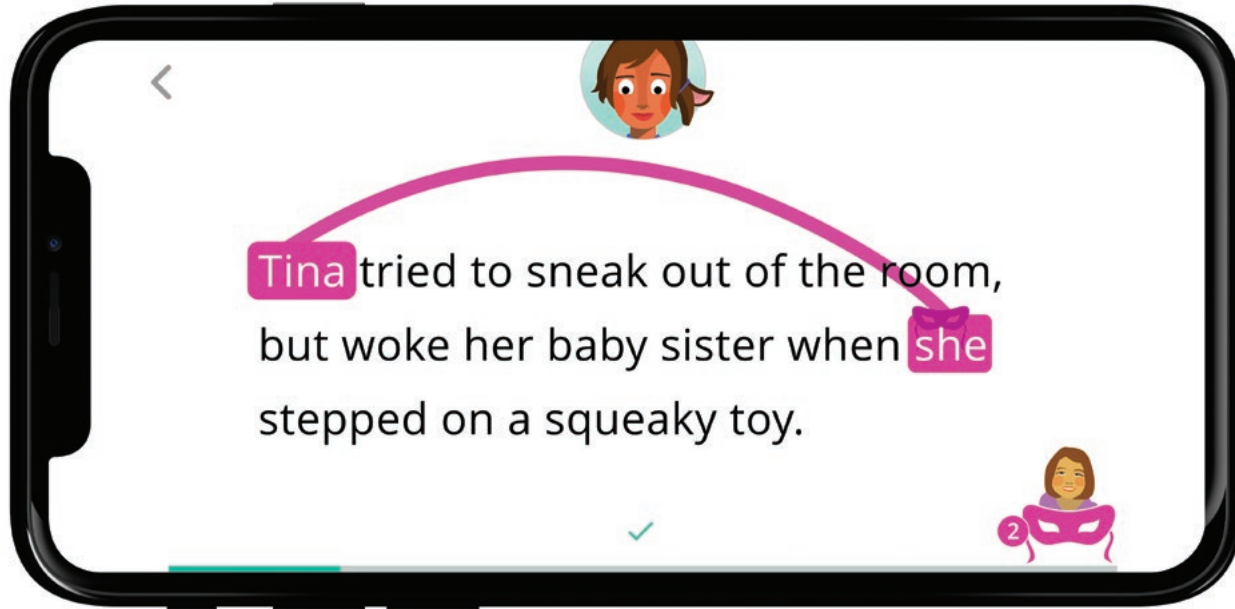 Tina tried to sneak out of the room,
but woke her baby sister when she
stepped on a squeaky toy.
2